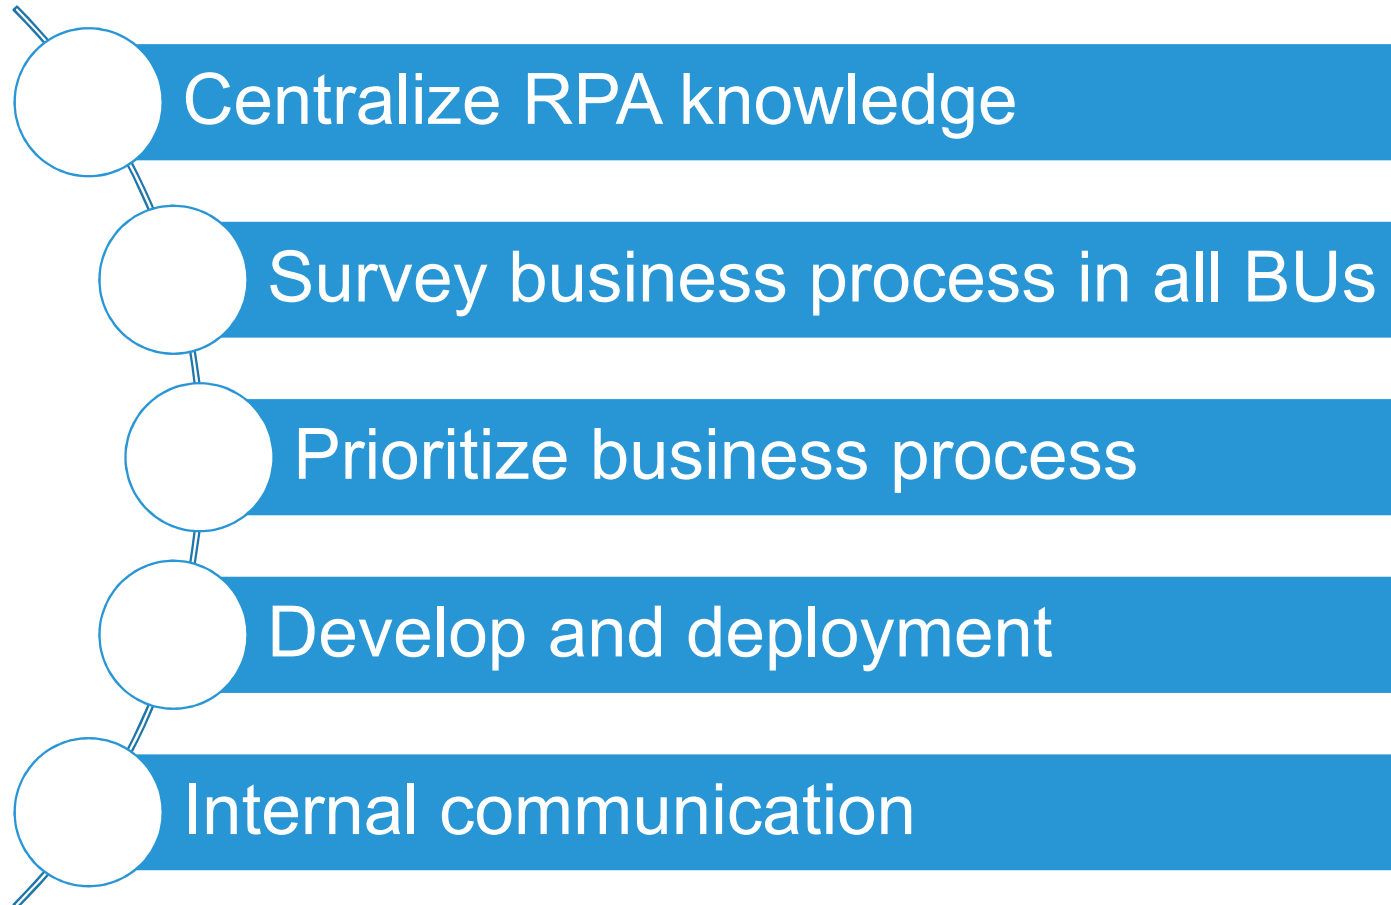 Centralize RPA knowledge
Survey business process in all BUs
Prioritize business process
Develop and deployment
Internal communication